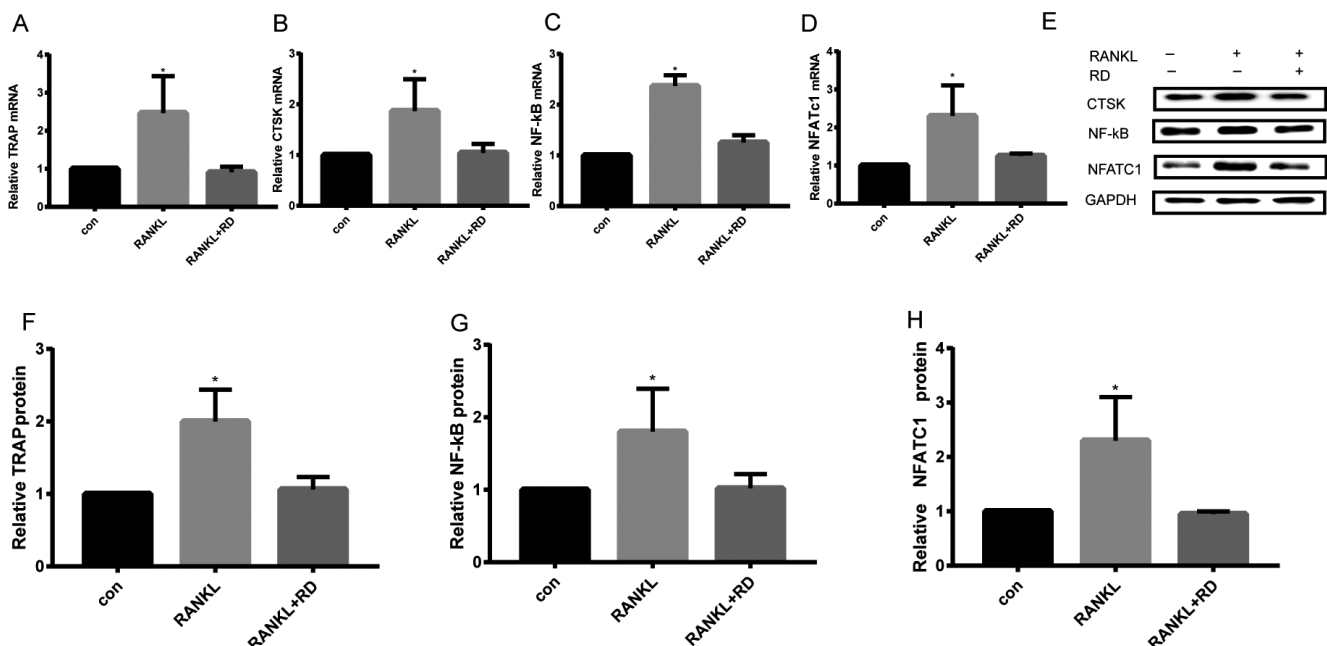 A
Relative TRAP mRNA
4
3
2
1
0
con
RANKL
RANKL+RD
*
B
Relative CTSK mRNA
3
2
1
0
con
RANKL
RANKL+RD
*
C
Relative NF-kB mRNA
3
2
1
0
con
RANKL
RANKL+RD
*
D
Relative NFATc1 mRNA
4
3
2
1
0
con
RANKL
RANKL+RD
*
E
RANKL – + +
RD – – +
CTSK
NF-kB
NFATC1
GAPDH
F
Relative TRAP protein
3
2
1
0
con
RANKL
RANKL+RD
*
G
Relative NF-kB protein
3
2
1
0
con
RANKL
RANKL+RD
*
H
Relative NFATC1 protein
4
3
2
1
0
con
RANKL
RANKL+RD
*